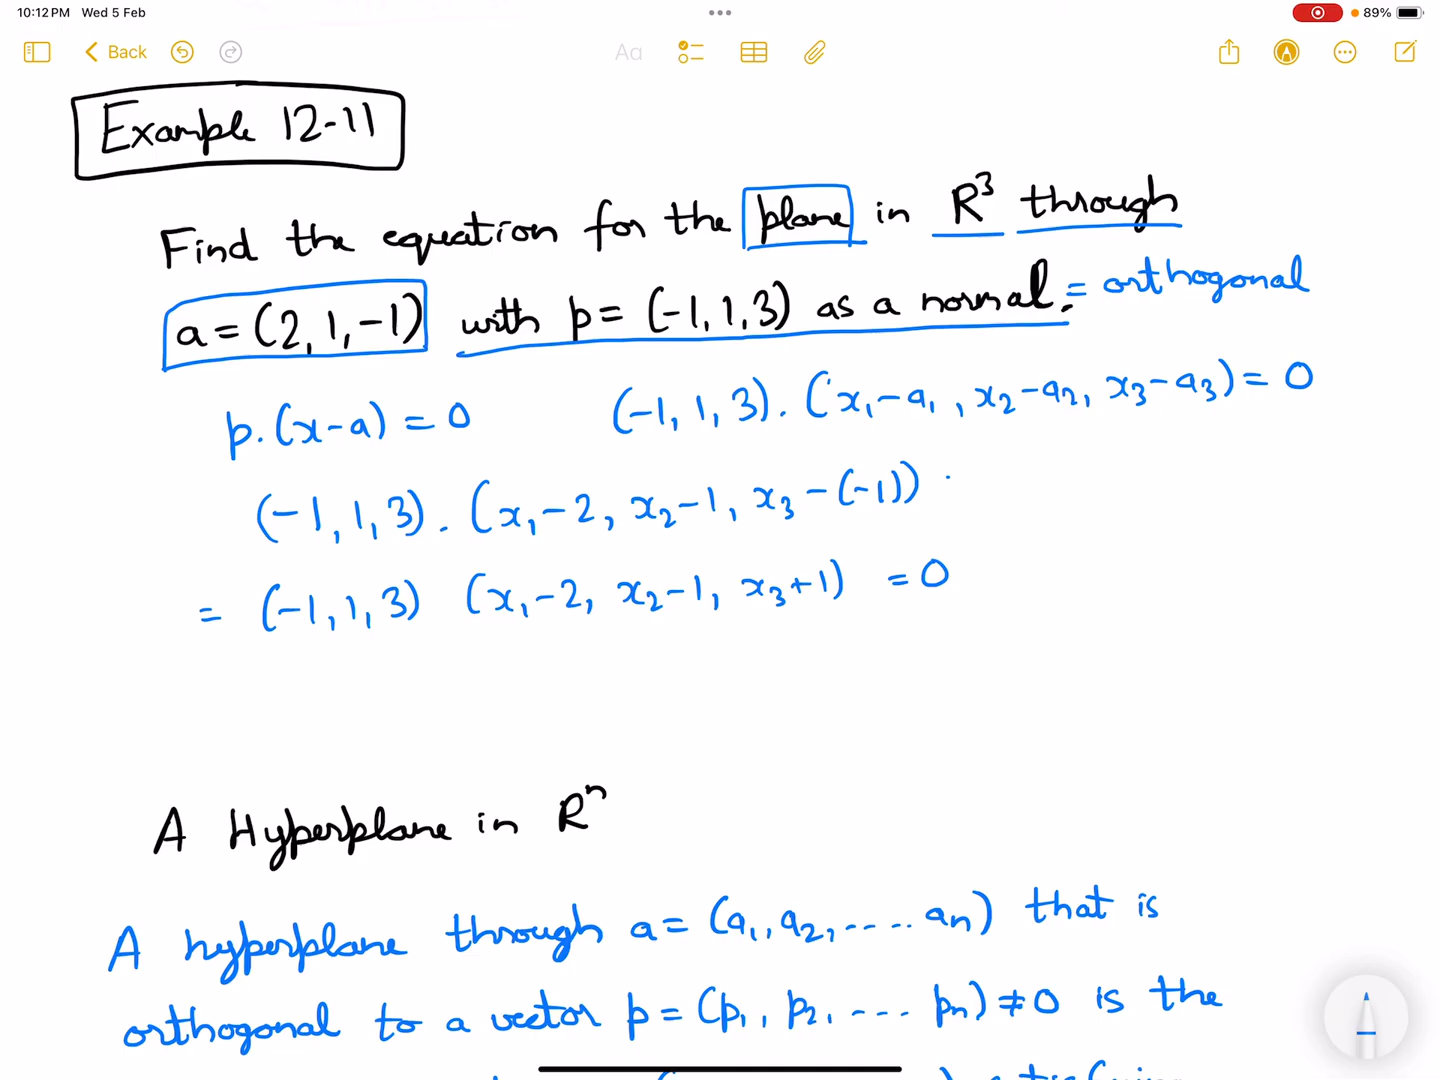 10:12 PM Wed 5 Feb
89%
Back
Aa
Example 12-11
Find the equation for the plane in R³ through
a = (2, 1, -1) with p = (-1, 1, 3) as a normal. = orthogonal
p. (x-a) = 0 (-1, 1, 3). (x₁-a₁, x₂-a₂, x₃-a₃) = 0
(-1, 1, 3). (x₁-2, x₂-1, x₃-(-1))
= (-1, 1, 3) (x₁-2, x₂-1, x₃+1) = 0
A Hyperplane in Rⁿ
A hyperplane through a = (a₁, a₂, .... aₙ) that is
orthogonal to a vector p = (p₁, p₂, .... pₙ) ≠ 0 is the